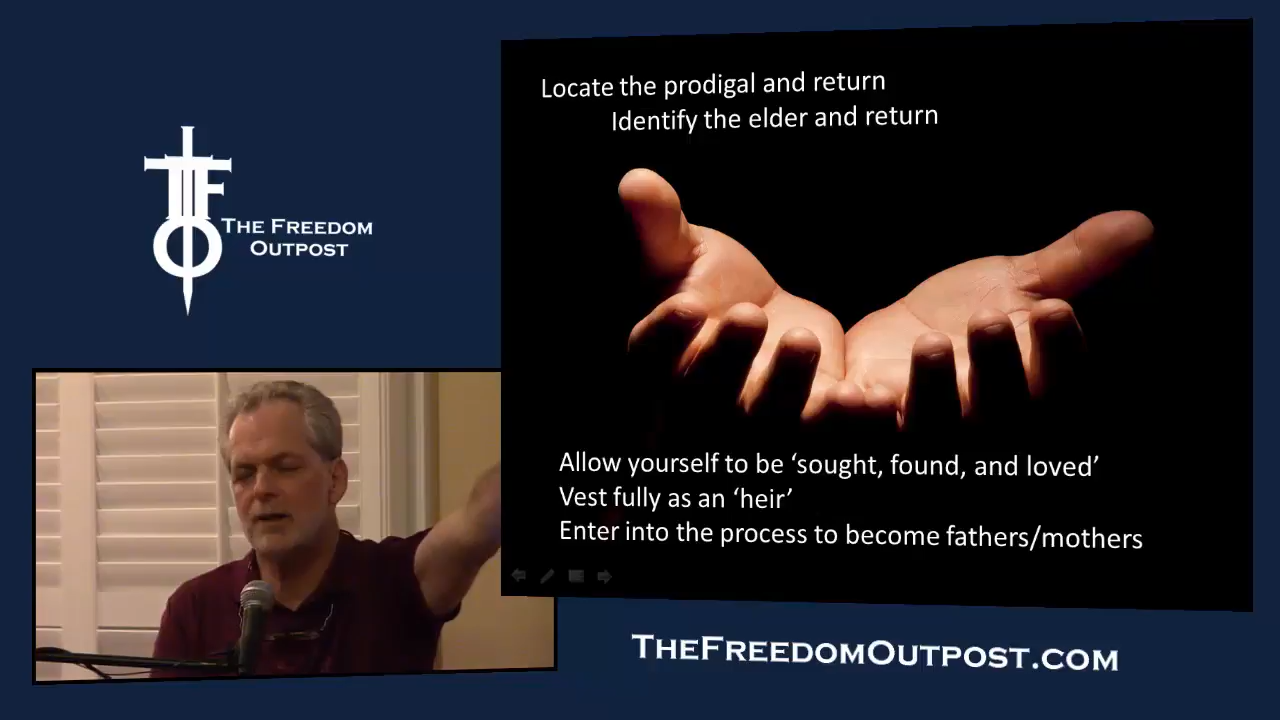 Locate the prodigal and return
Identify the elder and return
The Freedom
Outpost
Allow yourself to be ‘sought, found, and loved’
Vest fully as an ‘heir’
Enter into the process to become fathers/mothers
TheFreedomOutpost.com